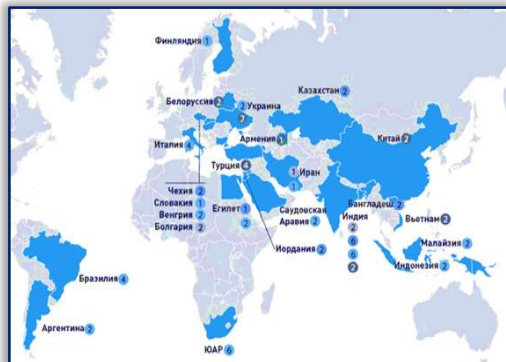 Финляндия 1
Казахстан 2
Белоруссия 2
2 Украина
2
Армения 1
Китай 2
Италия 4
Турция 4
1 Иран
1
Чехия 2
Словакия 1
Венгрия 2
Болгария 2
Египет 1
2
Саудовская
Аравия 2
Иордания 2
Бангладеш 2
Индия
2
6
6
2
Вьетнам 2
Малайзия 2
Индонезия 2
Бразилия 4
Аргентина 2
ЮАР 6